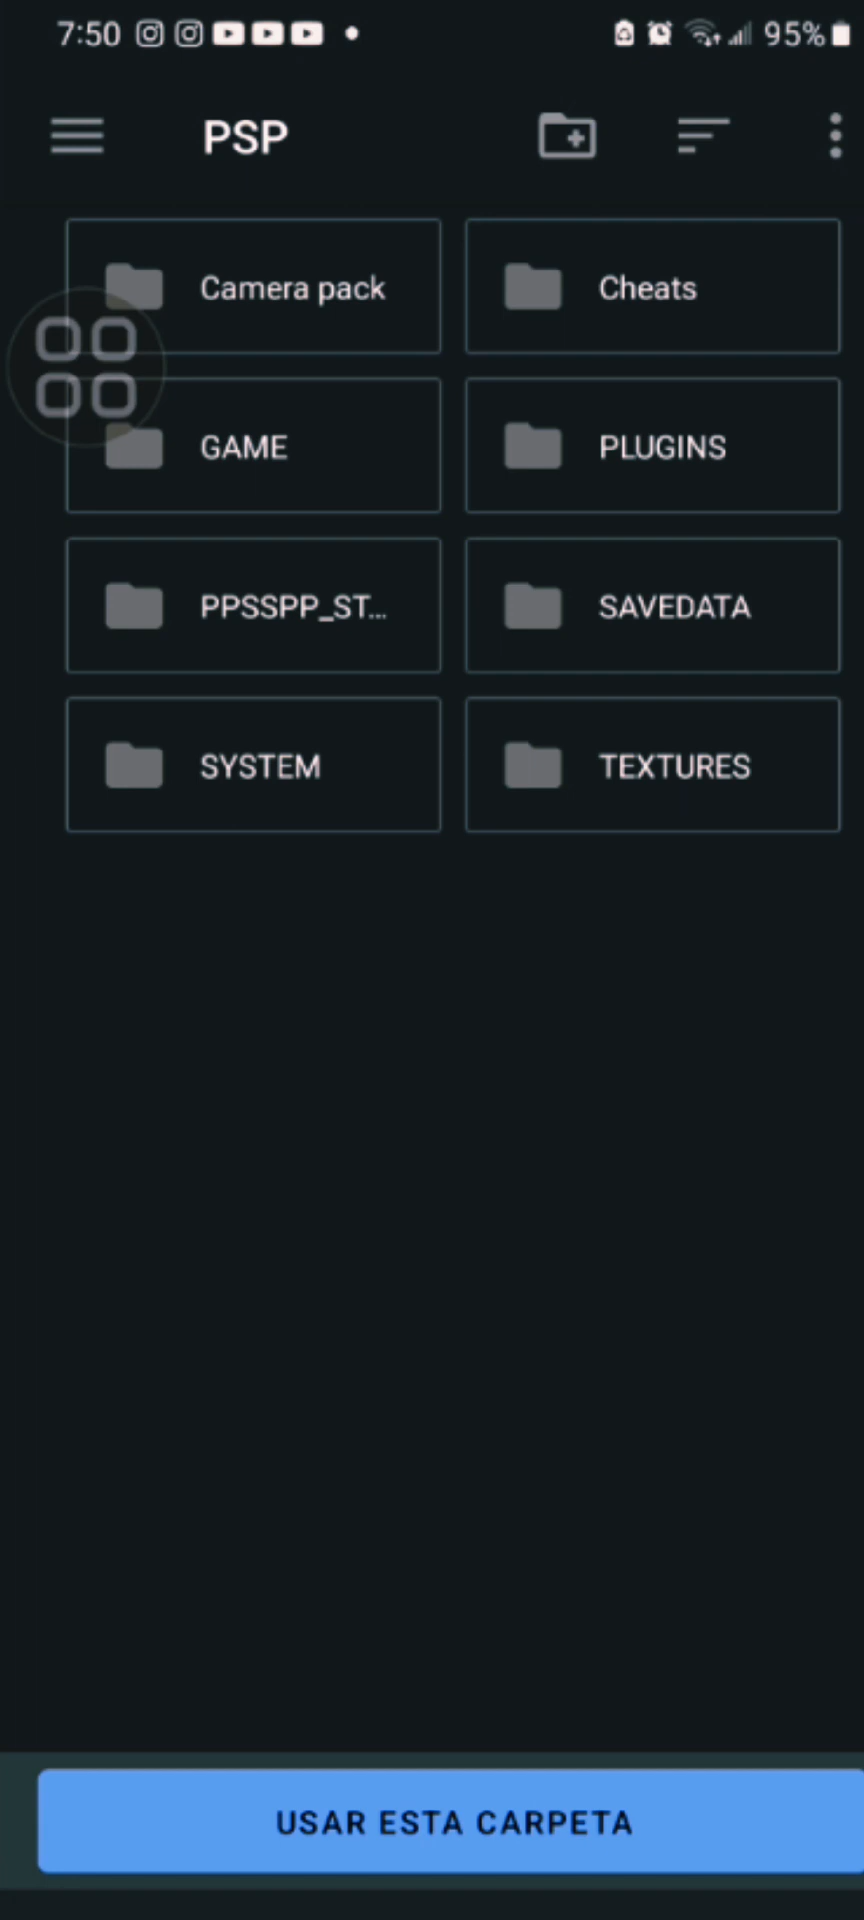 7:50 95%
PSP
Camera pack Cheats
GAME PLUGINS
PPSSPP_ST... SAVEDATA
SYSTEM TEXTURES
USAR ESTA CARPETA